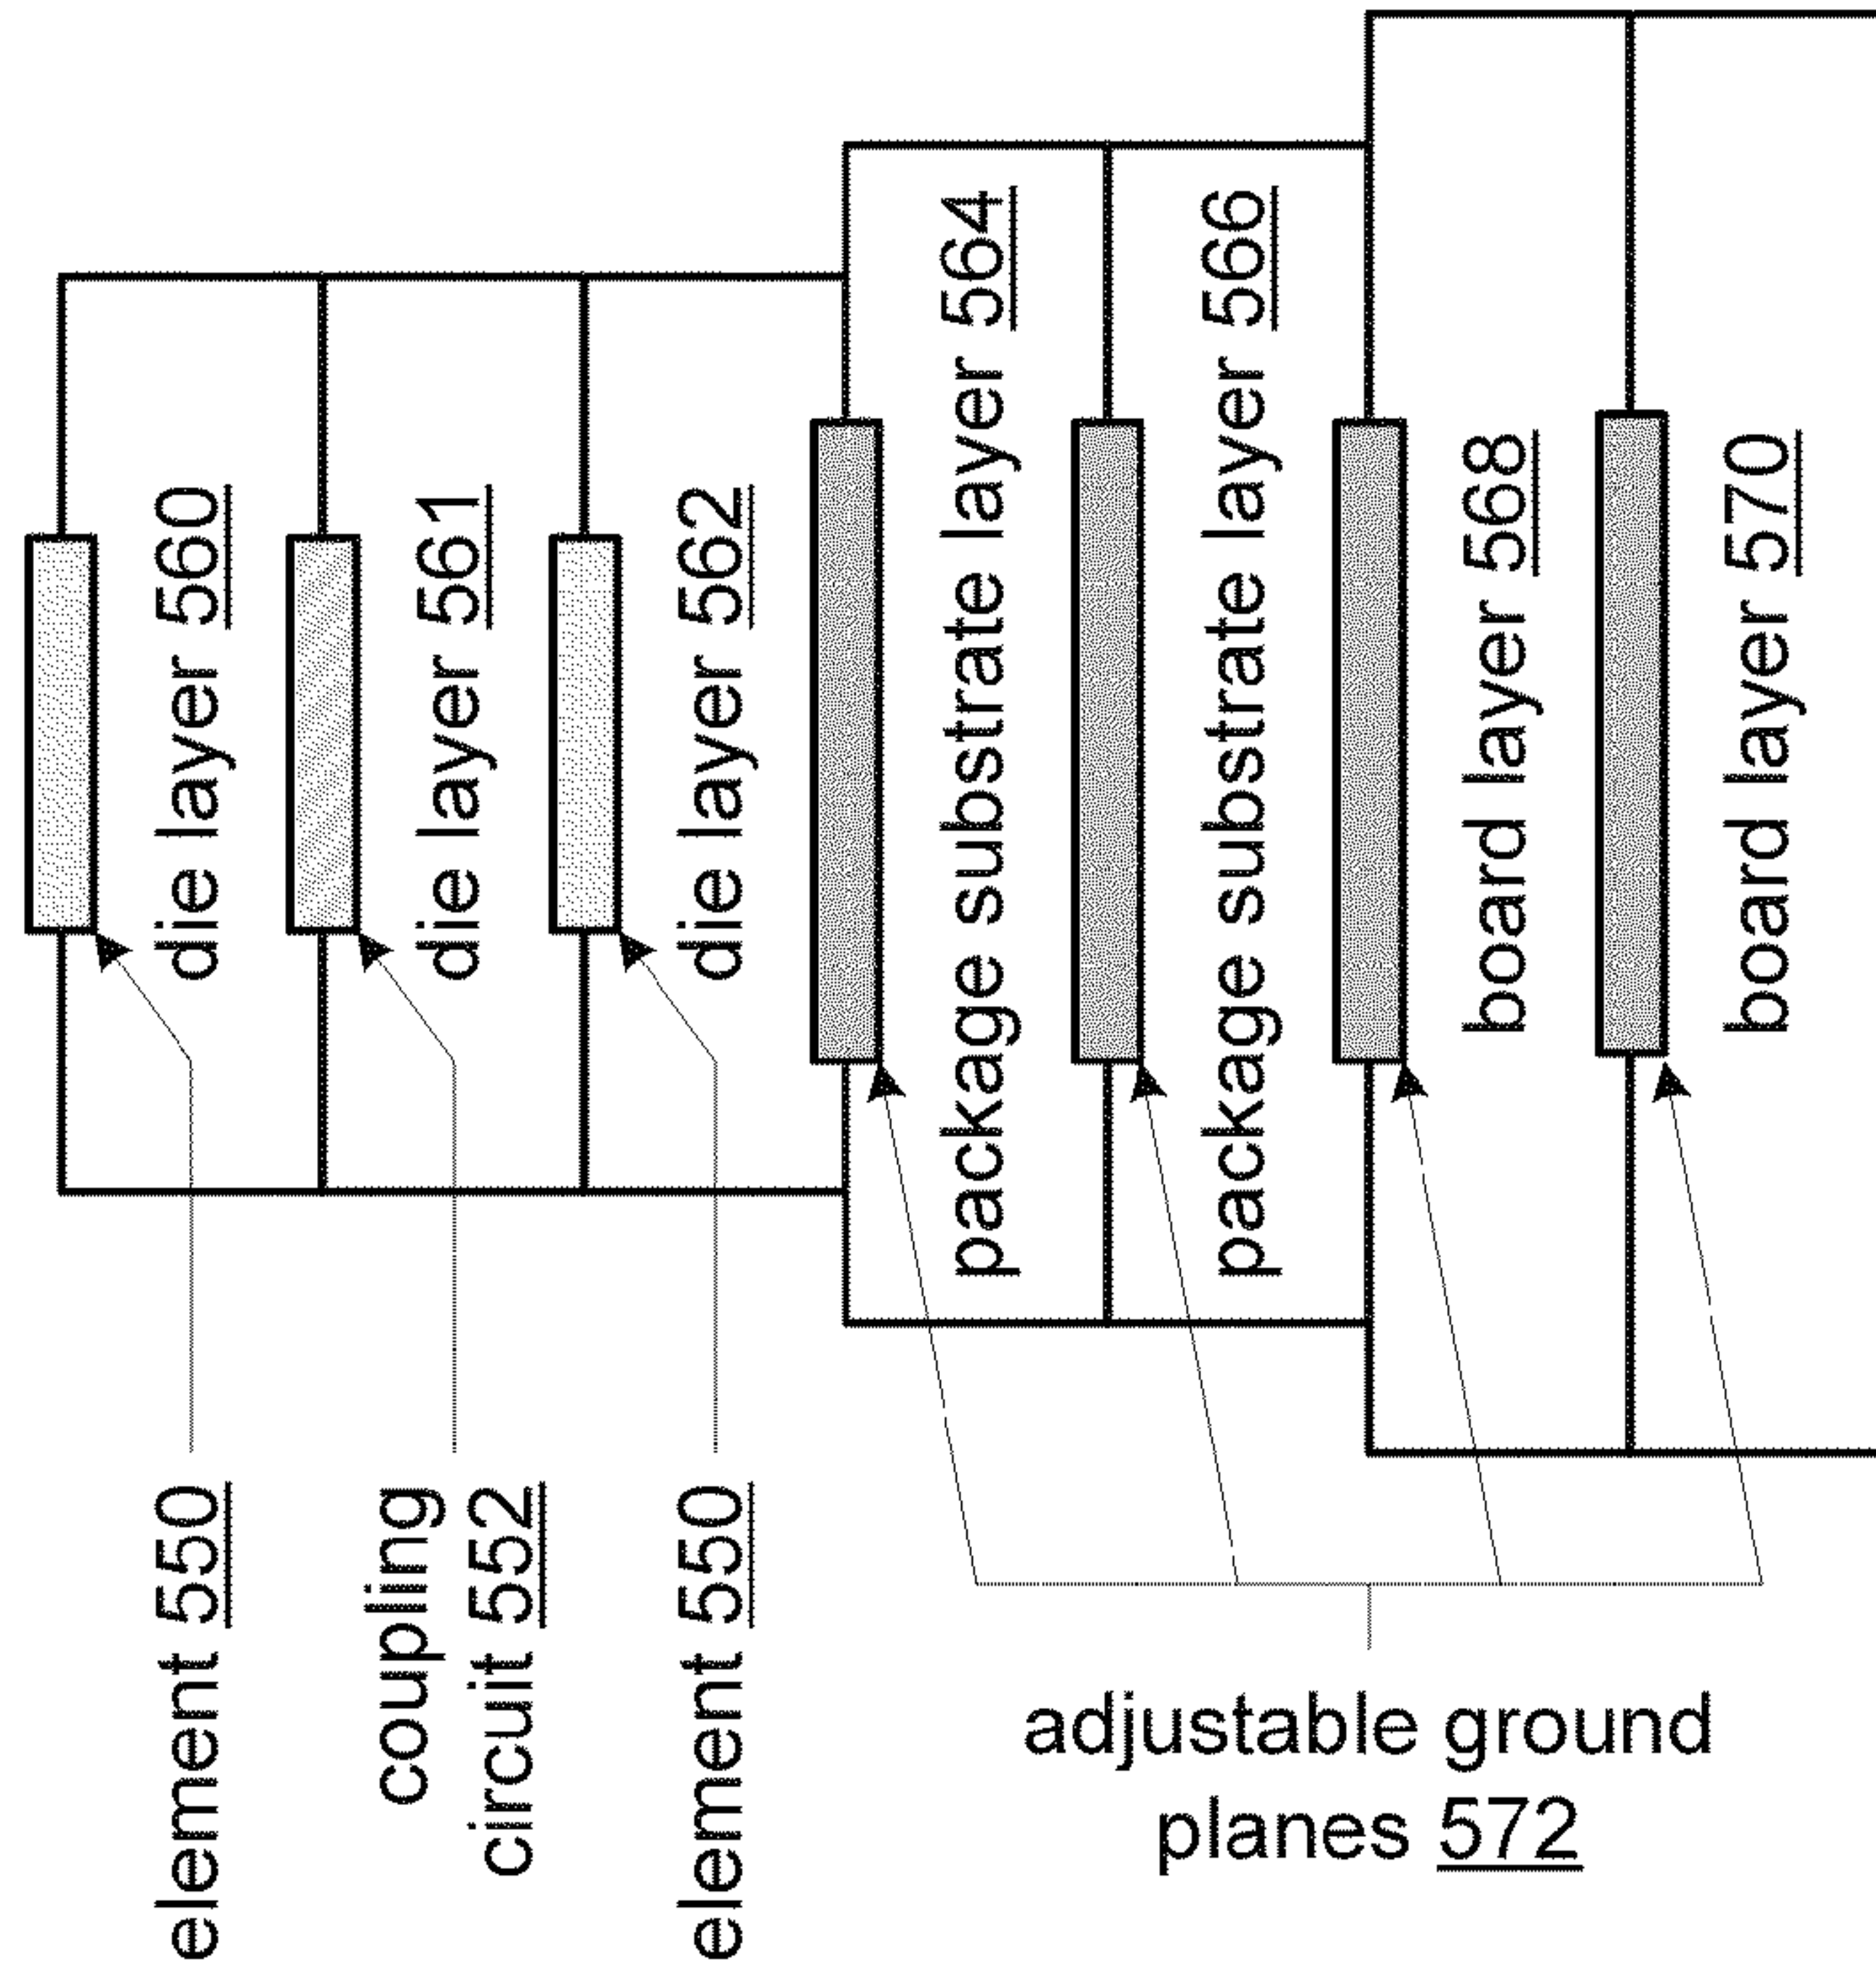 element 550
coupling
circuit 552
element 550
die layer 560
die layer 561
die layer 562
package substrate layer 564
package substrate layer 566
board layer 568
board layer 570
adjustable ground
planes 572